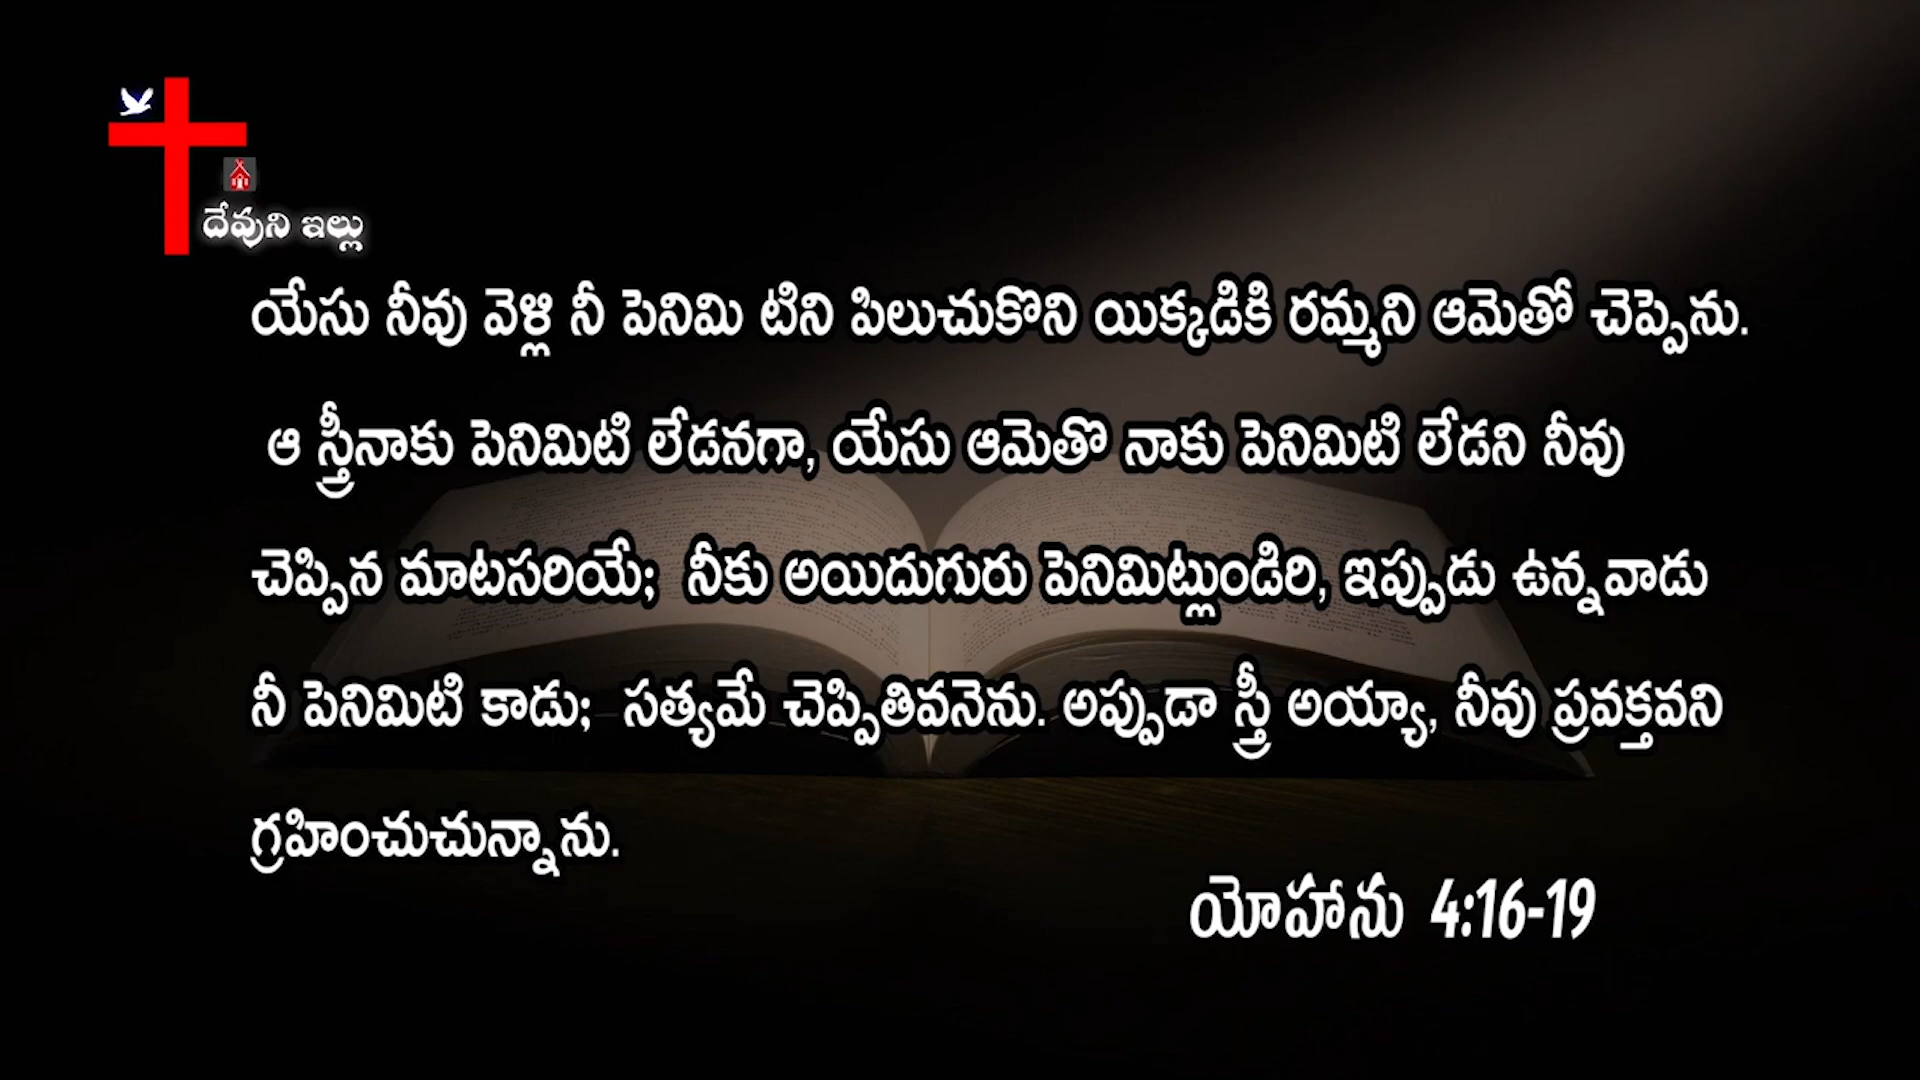 దేవుని ఇల్లు
యేసు నీవు వెళ్లి నీ పెనిమి టిని పిలుచుకొని యిక్కడికి రమ్మని ఆమెతో చెప్పెను.
ఆ స్త్రీనాకు పెనిమిటి లేడనగా, యేసు ఆమెతొ నాకు పెనిమిటి లేడని నీవు
చెప్పిన మాటసరియే; నీకు అయిదుగురు పెనిమిట్లుండిరి, ఇప్పుడు ఉన్నవాడు
నీ పెనిమిటి కాడు; సత్యమే చెప్పితివనెను. అప్పుడా స్త్రీ అయ్యా, నీవు ప్రవక్తవని
గ్రహించుచున్నాను.
యోహాను 4:16-19